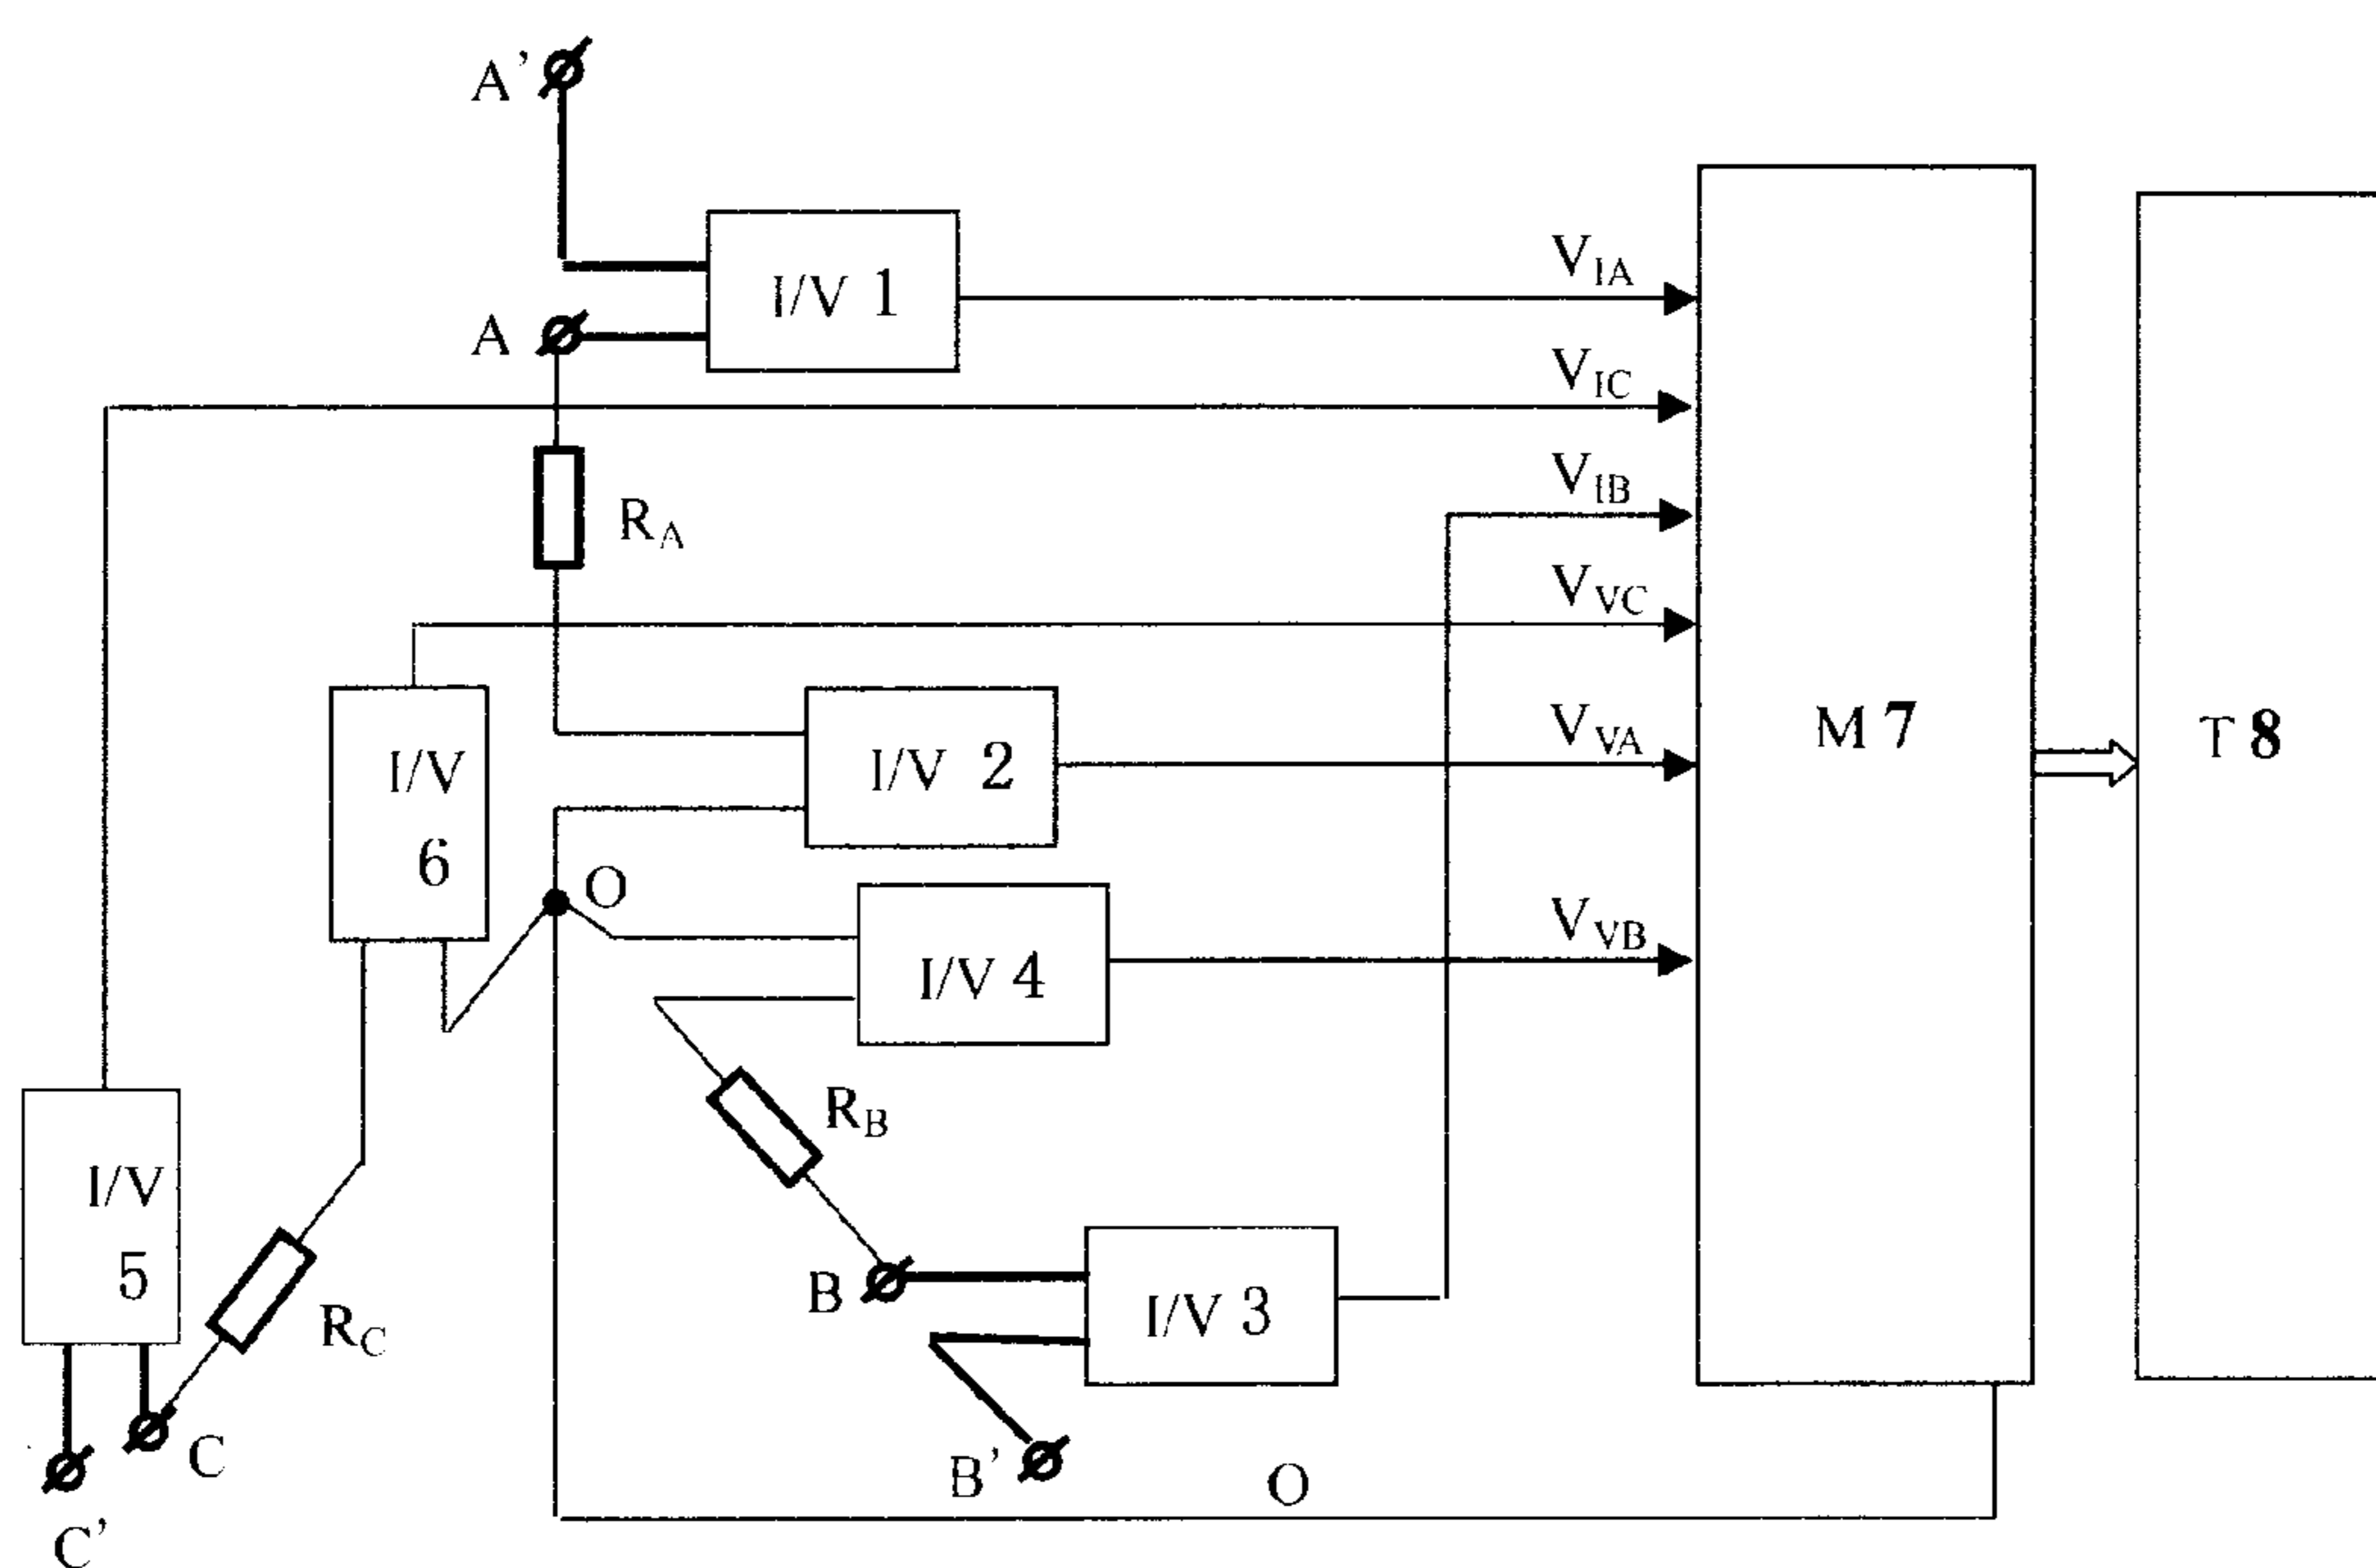 A'
I/V 1
V_IA
A
V_IC
V_IB
R_A
V_VC
I/V 2
V_VA
M 7
T 8
I/V
6
O
I/V 4
V_VB
R_B
I/V
5
R_C
B
I/V 3
C
B'
O
C'